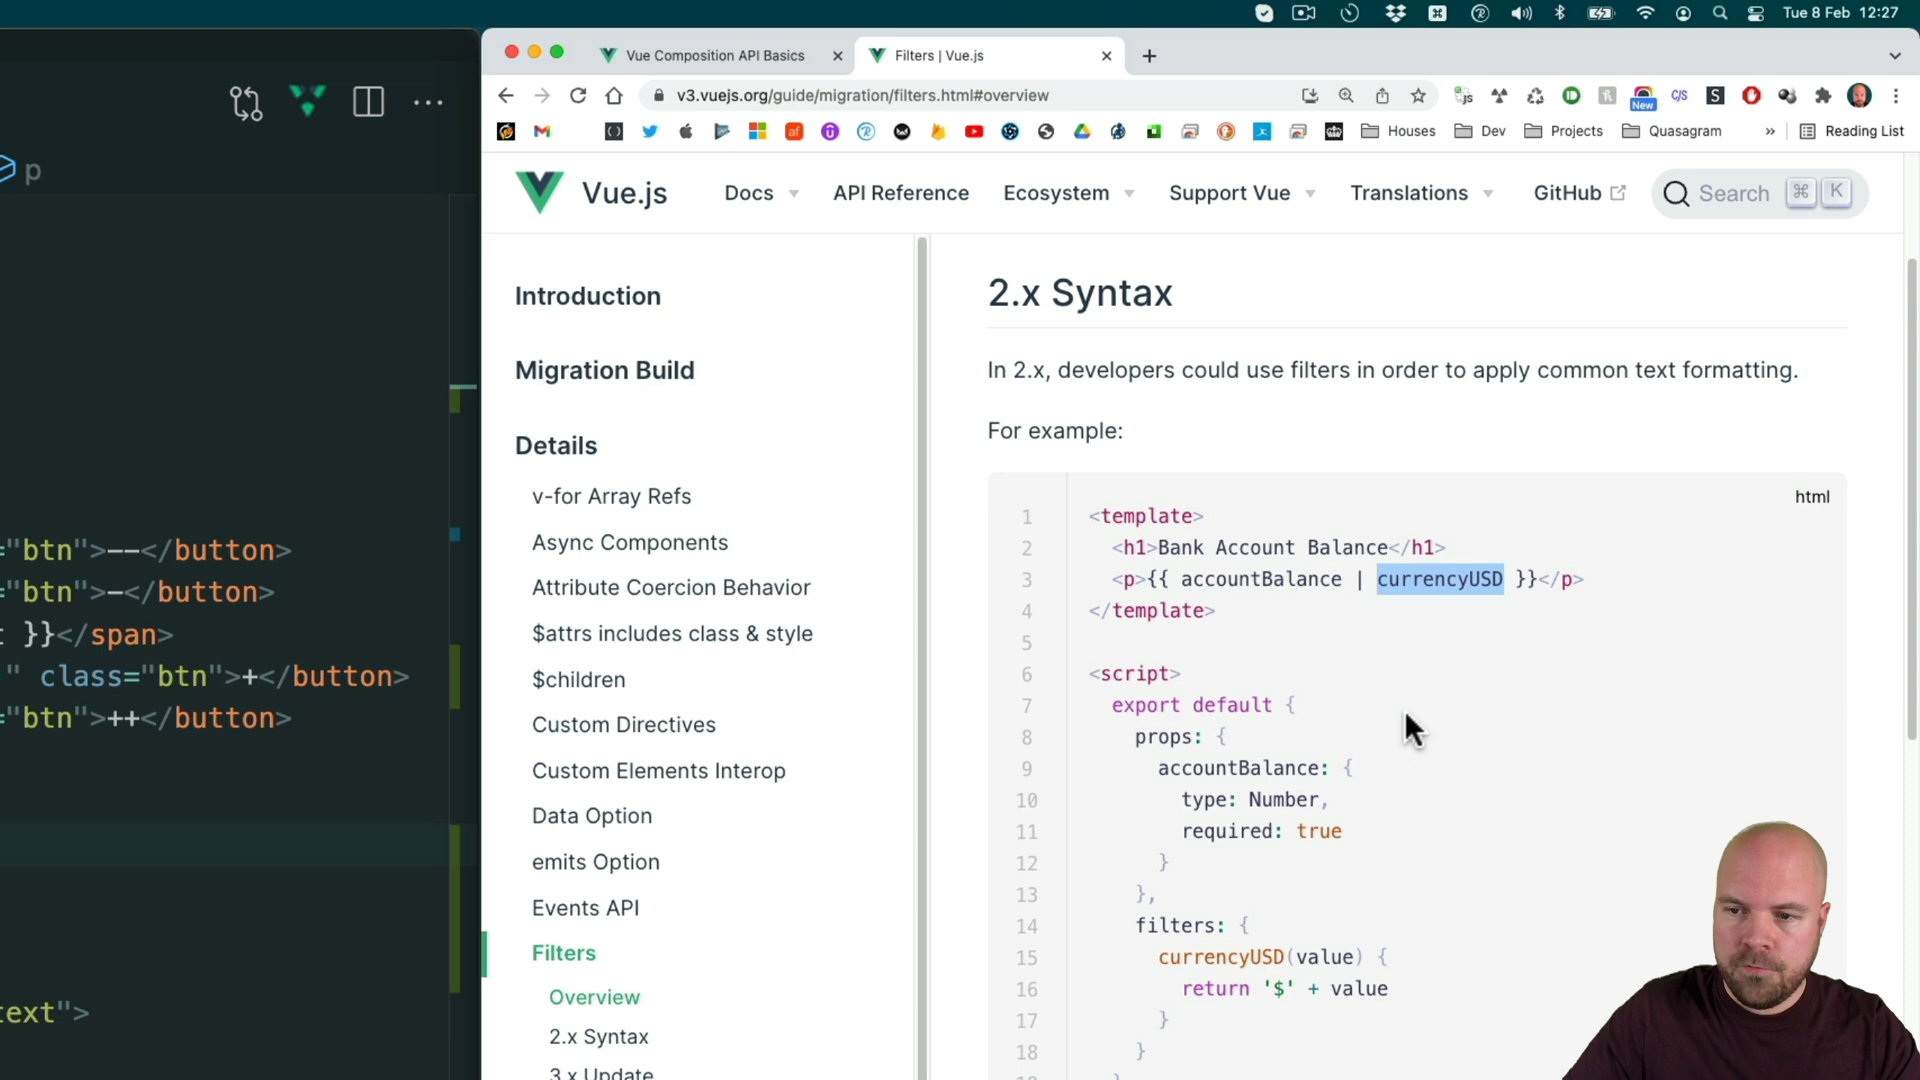 Tue 8 Feb 12:27
Vue Composition API Basics
Filters | Vue.js
v3.vuejs.org/guide/migration/filters.html#overview
New
Houses
Dev
Projects
Quasagram
» Reading List
p
Vue.js
Docs
API Reference
Ecosystem
Support Vue
Translations
GitHub
Search ⌘ K
="btn">--</button>
="btn">-</button>
t }}</span>
" class="btn">+</button>
="btn">++</button>
text">
Introduction
Migration Build
Details
v-for Array Refs
Async Components
Attribute Coercion Behavior
$attrs includes class & style
$children
Custom Directives
Custom Elements Interop
Data Option
emits Option
Events API
Filters
Overview
2.x Syntax
3.x Update
2.x Syntax
In 2.x, developers could use filters in order to apply common text formatting.
For example:
html
1 <template>
2 <h1>Bank Account Balance</h1>
3 <p>{{ accountBalance | currencyUSD }}</p>
4 </template>
5
6 <script>
7 export default {
8 props: {
9 accountBalance: {
10 type: Number,
11 required: true
12 }
13 },
14 filters: {
15 currencyUSD(value) {
16 return '$' + value
17 }
18 }